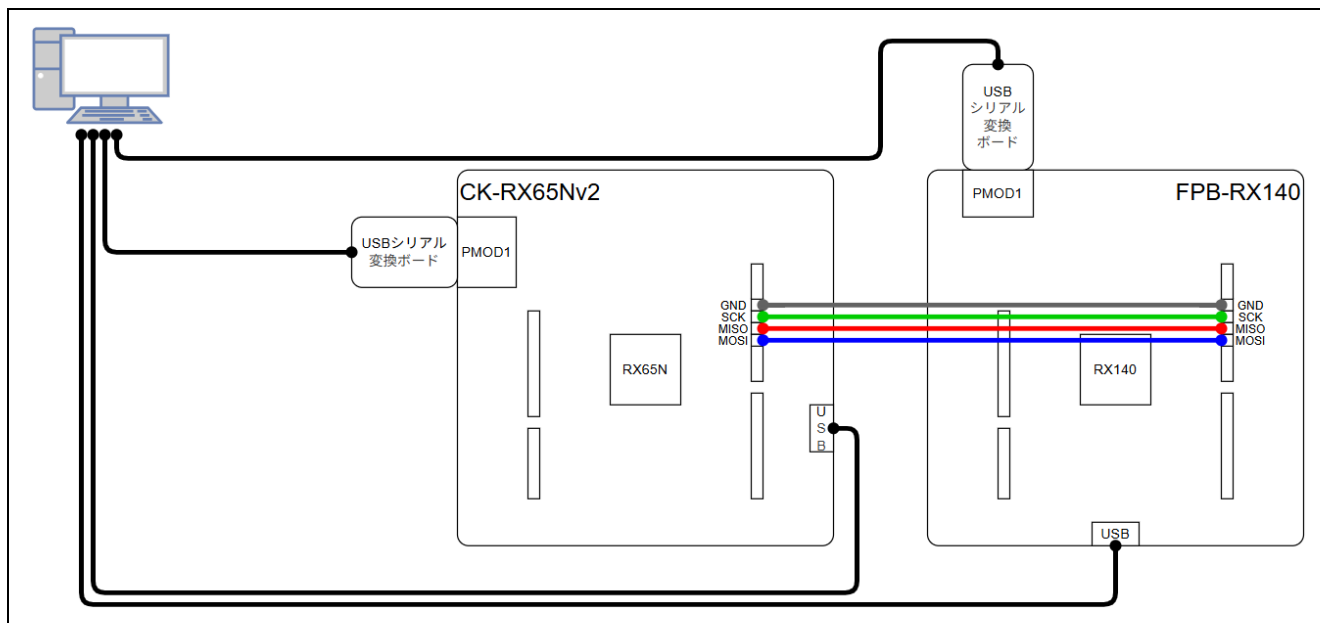 USB
シリアル
変換
ボード
CK-RX65Nv2
PMOD1
FPB-RX140
USBシリアル
変換ボード
PMOD1
GND
SCK
MISO
MOSI
GND
SCK
MISO
MOSI
RX65N
RX140
U
S
B
USB